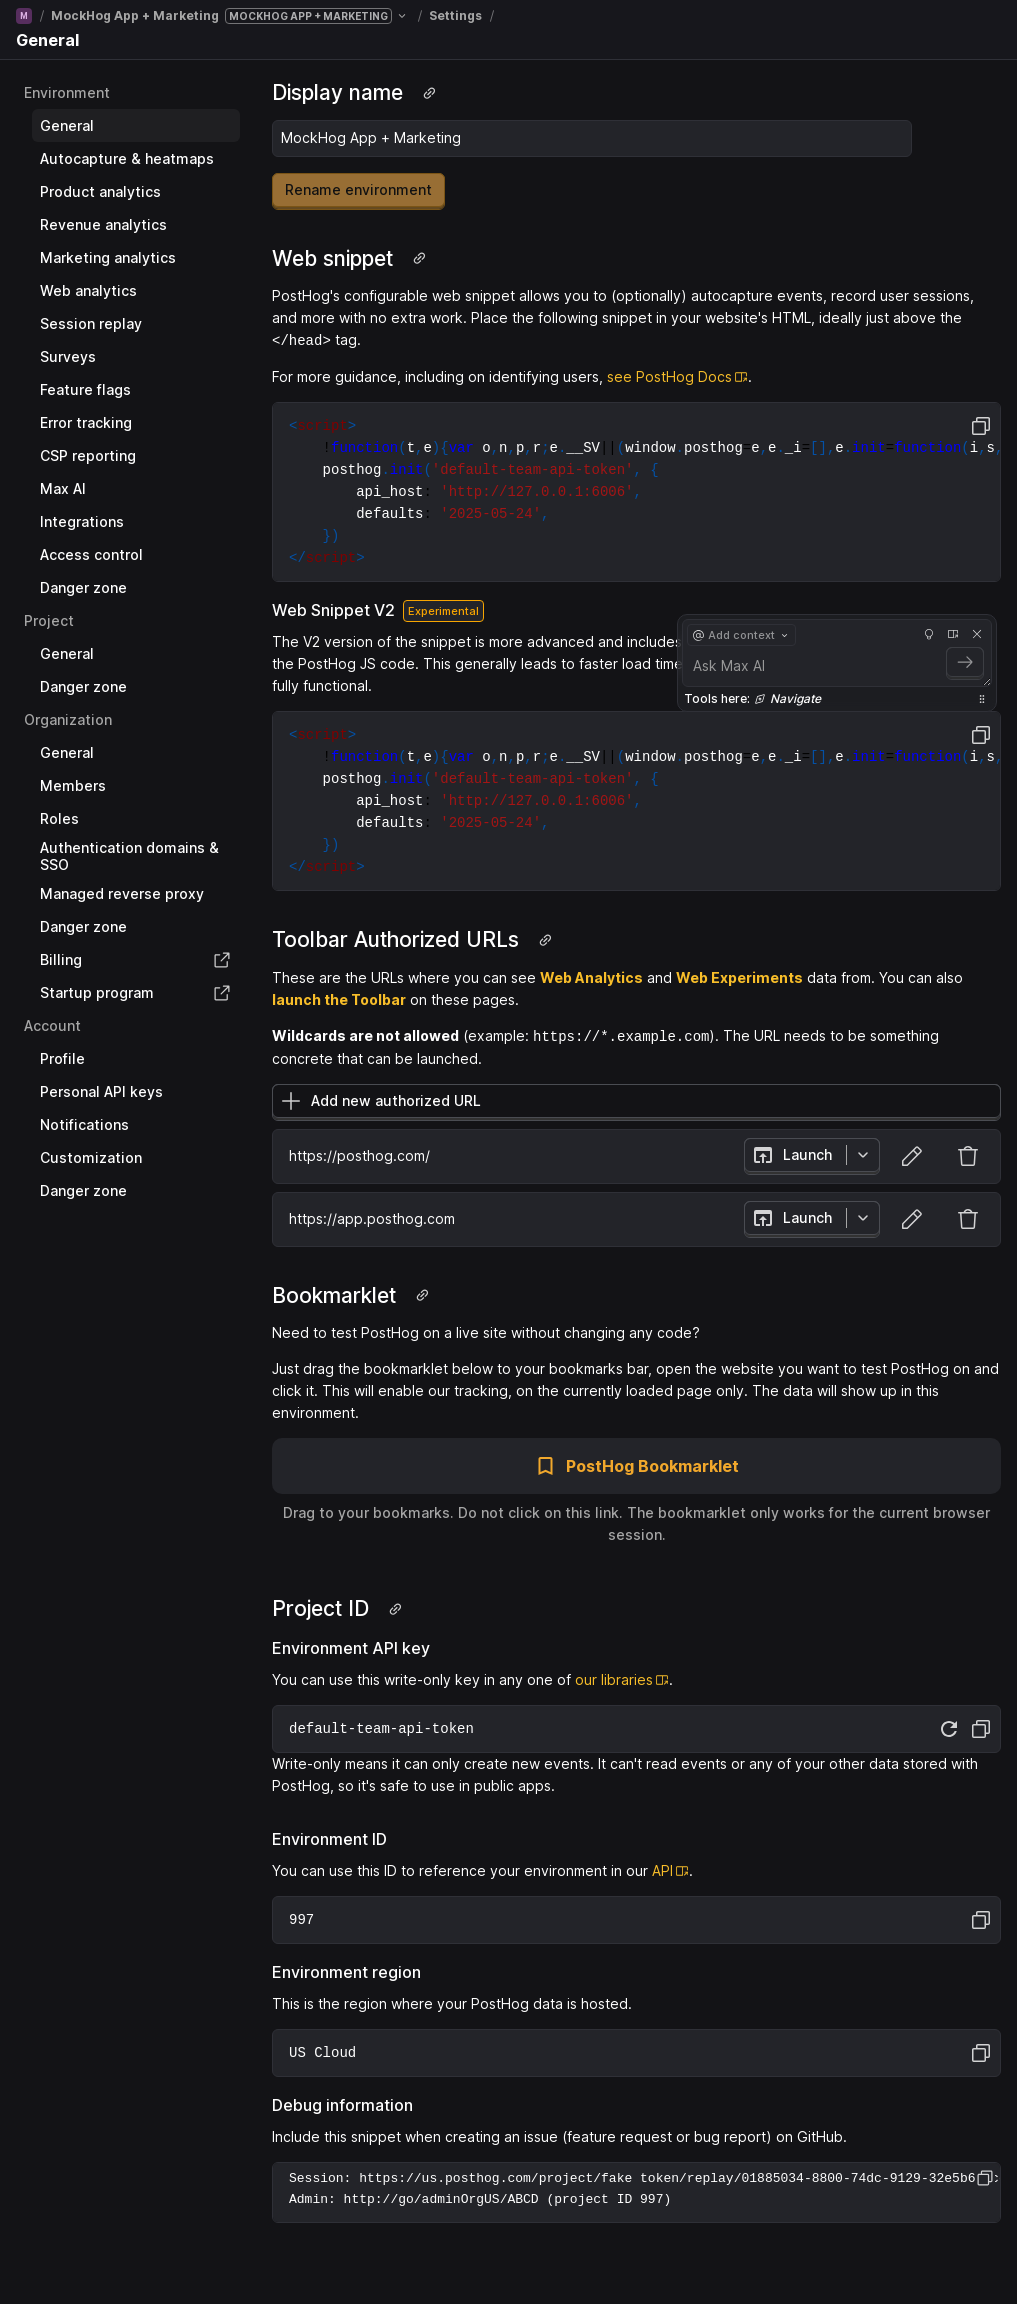 M / MockHog App + Marketing MOCKHOG APP + MARKETING / Settings /
General
Environment
General
Autocapture & heatmaps
Product analytics
Revenue analytics
Marketing analytics
Web analytics
Session replay
Surveys
Feature flags
Error tracking
CSP reporting
Max AI
Integrations
Access control
Danger zone
Project
General
Danger zone
Organization
General
Members
Roles
Authentication domains &
SSO
Managed reverse proxy
Danger zone
Billing
Startup program
Account
Profile
Personal API keys
Notifications
Customization
Danger zone
Display name
MockHog App + Marketing
Rename environment
Web snippet
PostHog's configurable web snippet allows you to (optionally) autocapture events, record user sessions,
and more with no extra work. Place the following snippet in your website's HTML, ideally just above the
</head> tag.
For more guidance, including on identifying users, see PostHog Docs.
<script>
!function(t,e){var o,n,p,r;e.__SV||(window.posthog=e,e._i=[],e.init=function(i,s,
posthog.init('default-team-api-token', {
api_host: 'http://127.0.0.1:6006',
defaults: '2025-05-24',
})
</script>
Web Snippet V2 Experimental
The V2 version of the snippet is more advanced and includes
the PostHog JS code. This generally leads to faster load time
fully functional.
Add context
Ask Max AI
Tools here: Navigate
<script>
!function(t,e){var o,n,p,r;e.__SV||(window.posthog=e,e._i=[],e.init=function(i,s,
posthog.init('default-team-api-token', {
api_host: 'http://127.0.0.1:6006',
defaults: '2025-05-24',
})
</script>
Toolbar Authorized URLs
These are the URLs where you can see Web Analytics and Web Experiments data from. You can also
launch the Toolbar on these pages.
Wildcards are not allowed (example: https://*.example.com). The URL needs to be something
concrete that can be launched.
Add new authorized URL
https://posthog.com/ Launch
https://app.posthog.com Launch
Bookmarklet
Need to test PostHog on a live site without changing any code?
Just drag the bookmarklet below to your bookmarks bar, open the website you want to test PostHog on and
click it. This will enable our tracking, on the currently loaded page only. The data will show up in this
environment.
PostHog Bookmarklet
Drag to your bookmarks. Do not click on this link. The bookmarklet only works for the current browser
session.
Project ID
Environment API key
You can use this write-only key in any one of our libraries.
default-team-api-token
Write-only means it can only create new events. It can't read events or any of your other data stored with
PostHog, so it's safe to use in public apps.
Environment ID
You can use this ID to reference your environment in our API.
997
Environment region
This is the region where your PostHog data is hosted.
US Cloud
Debug information
Include this snippet when creating an issue (feature request or bug report) on GitHub.
Session: https://us.posthog.com/project/fake token/replay/01885034-8800-74dc-9129-32e5b6
Admin: http://go/adminOrgUS/ABCD (project ID 997)